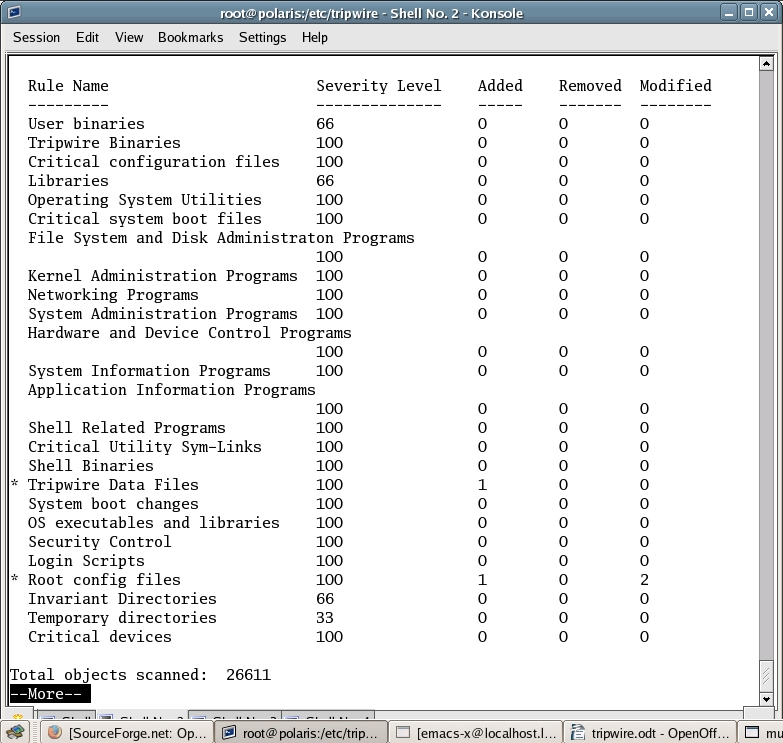 root@polaris:/etc/tripwire - Shell No. 2 - Konsole
Session Edit View Bookmarks Settings Help
Rule Name Severity Level Added Removed Modified
--------- -------------- ----- ------- --------
User binaries 66 0 0 0
Tripwire Binaries 100 0 0 0
Critical configuration files 100 0 0 0
Libraries 66 0 0 0
Operating System Utilities 100 0 0 0
Critical system boot files 100 0 0 0
File System and Disk Administraton Programs
100 0 0 0
Kernel Administration Programs 100 0 0 0
Networking Programs 100 0 0 0
System Administration Programs 100 0 0 0
Hardware and Device Control Programs
100 0 0 0
System Information Programs 100 0 0 0
Application Information Programs
100 0 0 0
Shell Related Programs 100 0 0 0
Critical Utility Sym-Links 100 0 0 0
Shell Binaries 100 0 0 0
* Tripwire Data Files 100 1 0 0
System boot changes 100 0 0 0
OS executables and libraries 100 0 0 0
Security Control 100 0 0 0
Login Scripts 100 0 0 0
* Root config files 100 1 0 2
Invariant Directories 66 0 0 0
Temporary directories 33 0 0 0
Critical devices 100 0 0 0
Total objects scanned: 26611
--More--
[SourceForge.net: Op... root@polaris:/etc/trip... [emacs-x@localhost.l... tripwire.odt - OpenOff...